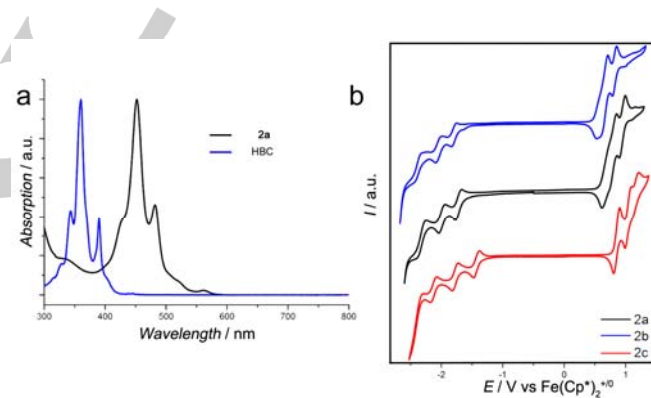 a
2a
HBC
Absorption / a.u.
300 400 500 600 700 800
Wavelength / nm
b
I / a.u.
2a
2b
2c
-2 -1 0 1
E / V vs Fe(Cp*)₂⁺/⁰